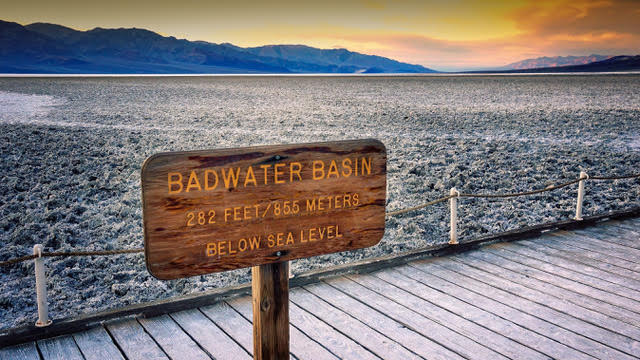 BADWATER BASIN
282 FEET/85.5 METERS
BELOW SEA LEVEL